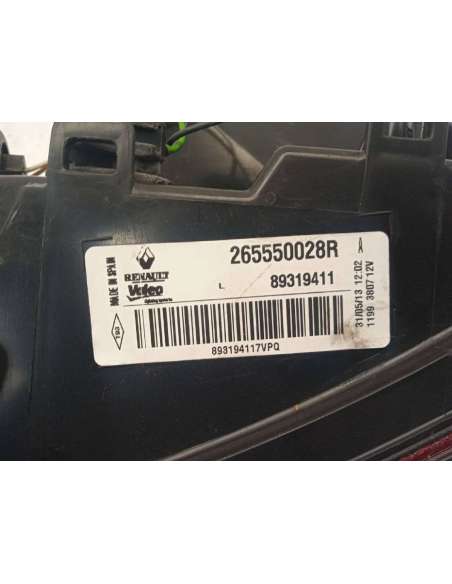 MADE IN SPAIN
RENAULT
Valeo
265550028R
L 89319411
893194117VPQ
31/05/13 12:02 A
1199 3807 12V